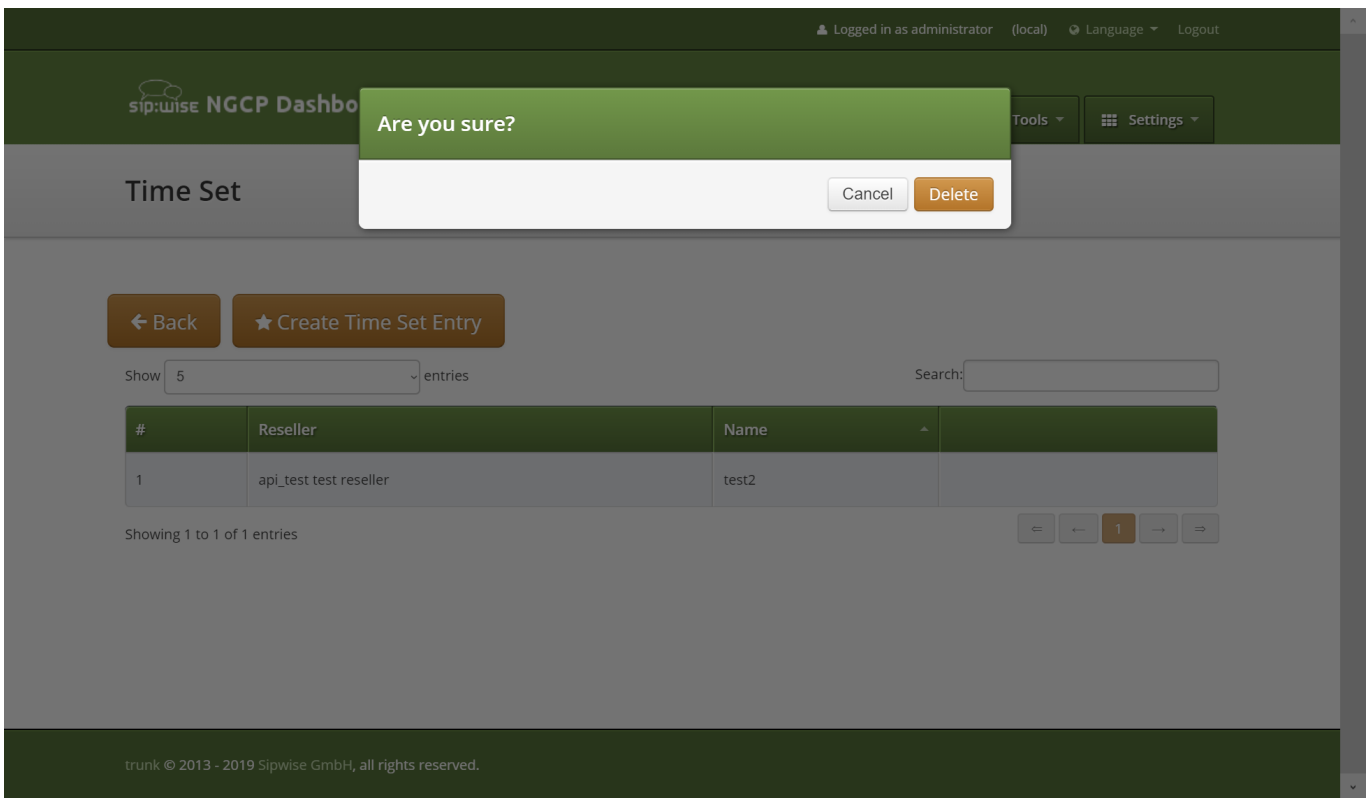 Logged in as administrator (local) Language Logout
sip:wise NGCP Dashbo
Tools Settings
Are you sure?
Cancel Delete
Time Set
Back Create Time Set Entry
Show 5 entries Search:
# Reseller Name
1 api_test test reseller test2
Showing 1 to 1 of 1 entries
⇐ ← 1 → ⇒
trunk © 2013 - 2019 Sipwise GmbH, all rights reserved.